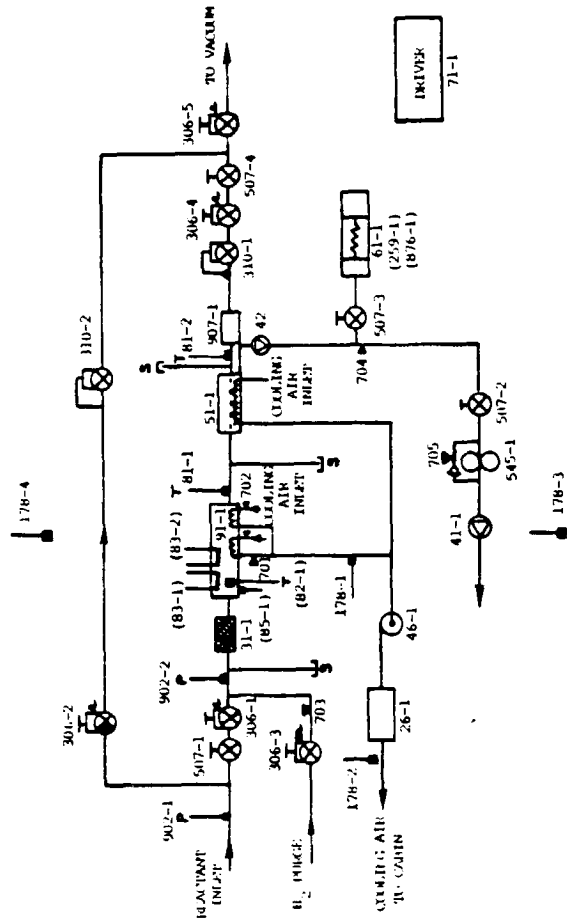 178-4
178-3
DRIVER
71-1
310-2
306-2
902-1
REACTANT
INLET
507-1
306-1
902-2
P
P
S
31-1
(83-1)
(83-2)
(85-1)
(82-1)
T
91-1
701
702
COOLING
AIR
INLET
81-1
T
S
51-1
COOLING
AIR
INLET
S
81-2
T
907-1
42
310-1
306-4
507-4
306-5
TO VACUUM
PURGE
306-3
703
COOLING AIR
TO CABIN
178-2
26-1
46-1
178-1
704
507-3
61-1
(259-1)
(876-1)
507-2
705
545-1
41-1